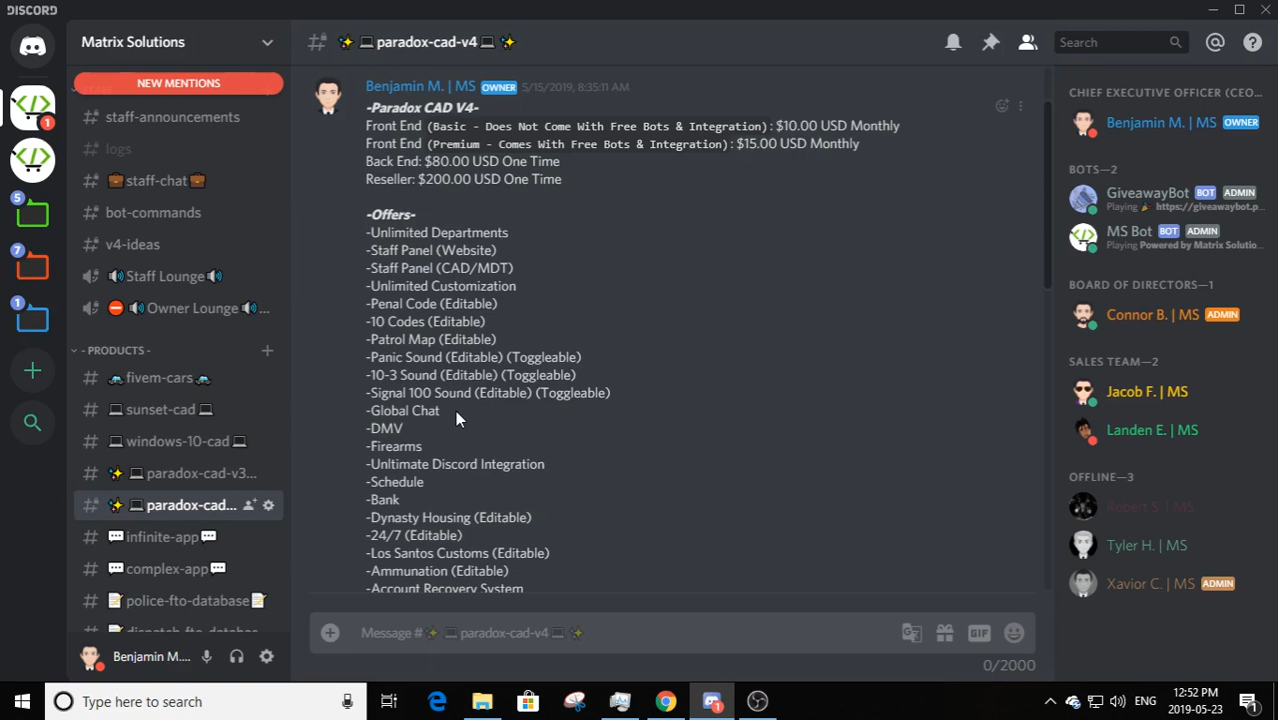 DISCORD
Matrix Solutions
NEW MENTIONS
staff-announcements
logs
staff-chat
bot-commands
v4-ideas
Staff Lounge
Owner Lounge ...
- PRODUCTS -
fivem-cars
sunset-cad
windows-10-cad
paradox-cad-v3...
paradox-cad...
infinite-app
complex-app
police-fto-database
1
5
7
1
Benjamin M....
paradox-cad-v4
Search
Benjamin M. | MS OWNER 5/15/2019, 8:35:11 AM
-Paradox CAD V4-
Front End (Basic - Does Not Come With Free Bots & Integration): $10.00 USD Monthly
Front End (Premium - Comes With Free Bots & Integration): $15.00 USD Monthly
Back End: $80.00 USD One Time
Reseller: $200.00 USD One Time
-Offers-
-Unlimited Departments
-Staff Panel (Website)
-Staff Panel (CAD/MDT)
-Unlimited Customization
-Penal Code (Editable)
-10 Codes (Editable)
-Patrol Map (Editable)
-Panic Sound (Editable) (Toggleable)
-10-3 Sound (Editable) (Toggleable)
-Signal 100 Sound (Editable) (Toggleable)
-Global Chat
-DMV
-Firearms
-Unltimate Discord Integration
-Schedule
-Bank
-Dynasty Housing (Editable)
-24/7 (Editable)
-Los Santos Customs (Editable)
-Ammunation (Editable)
-Account Recovery System
Message # paradox-cad-v4
GIF
0/2000
CHIEF EXECUTIVE OFFICER (CEO...
Benjamin M. | MS OWNER
BOTS—2
GiveawayBot BOT ADMIN
Playing https://giveawaybot.p...
MS Bot BOT ADMIN
Playing Powered by Matrix Solutio...
BOARD OF DIRECTORS—1
Connor B. | MS ADMIN
SALES TEAM—2
Jacob F. | MS
Landen E. | MS
OFFLINE—3
Robert S. | MS
Tyler H. | MS
Xavior C. | MS ADMIN
Type here to search
1
ENG
12:52 PM
2019-05-23
1